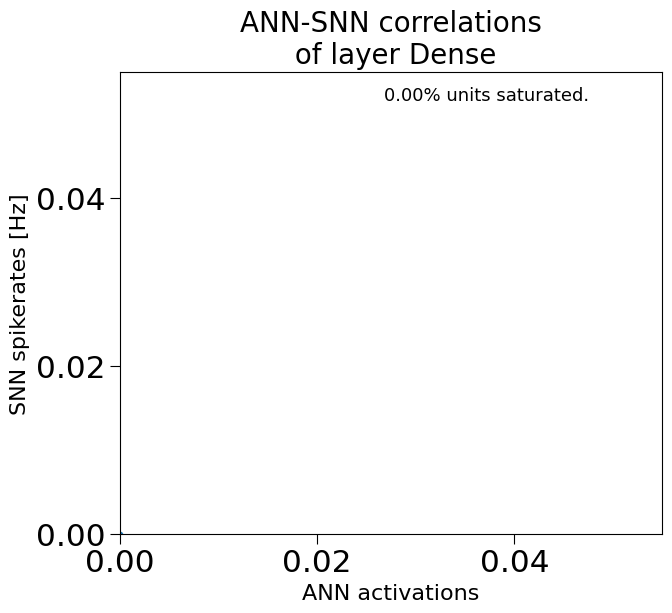 ANN-SNN correlations
of layer Dense
0.00% units saturated.
SNN spikerates [Hz]
0.04
0.02
0.00
0.00
0.02
0.04
ANN activations